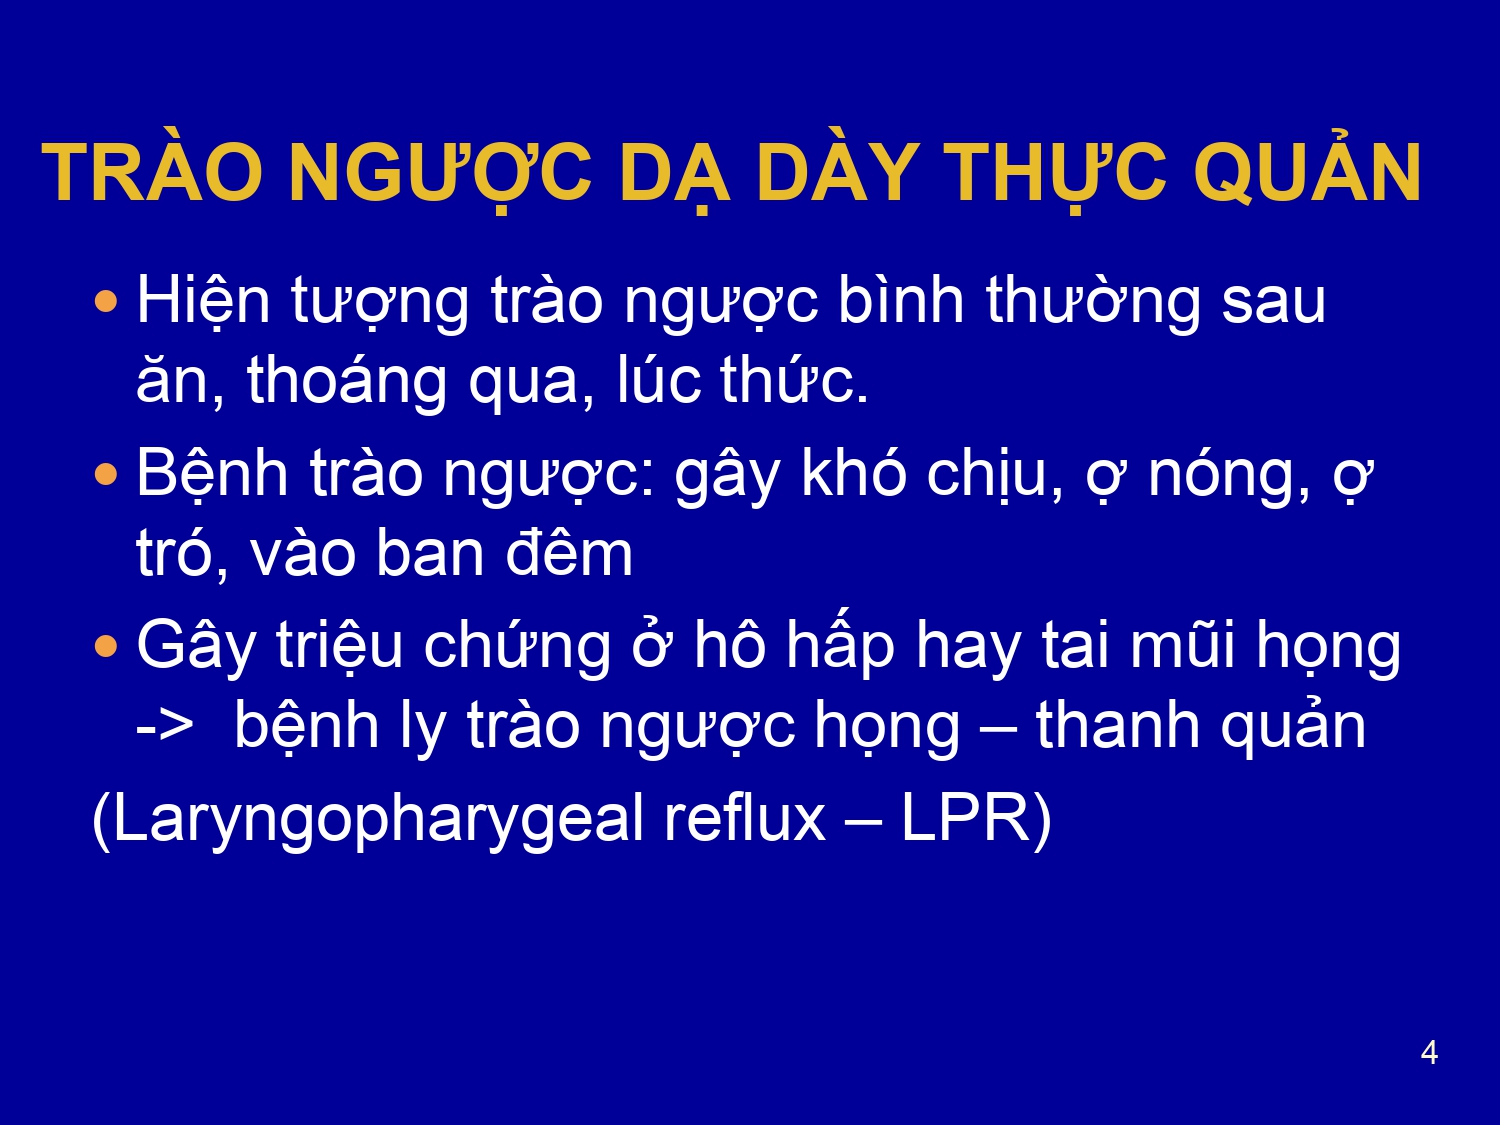 TRÀO NGƯỢC DẠ DÀY THỰC QUẢN
• Hiện tượng trào ngược bình thường sau
ăn, thoáng qua, lúc thức.
• Bệnh trào ngược: gây khó chịu, ợ nóng, ợ
tró, vào ban đêm
• Gây triệu chứng ở hô hấp hay tai mũi họng
-> bệnh ly trào ngược họng – thanh quản
(Laryngopharygeal reflux – LPR)
4